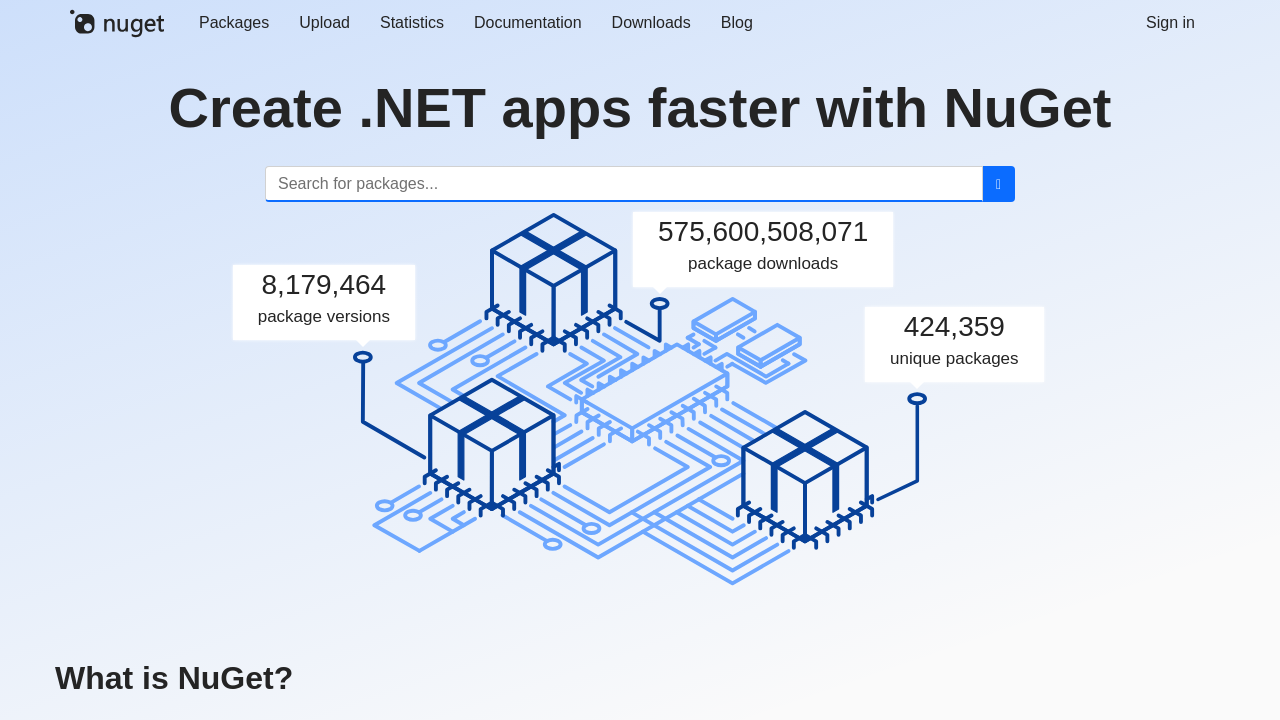 nuget
Packages
Upload
Statistics
Documentation
Downloads
Blog
Sign in
Create .NET apps faster with NuGet
Search for packages...
575,600,508,071
package downloads
8,179,464
package versions
424,359
unique packages
What is NuGet?